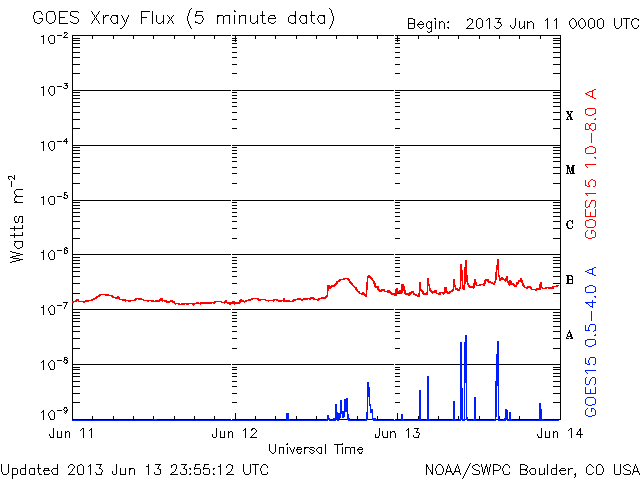 GOES Xray Flux (5 minute data)
Begin: 2013 Jun 11 0000 UTC
10⁻²
10⁻³
10⁻⁴
10⁻⁵
10⁻⁶
10⁻⁷
10⁻⁸
10⁻⁹
Watts m⁻²
X
M
C
B
A
GOES15 1.0-8.0 A
GOES15 0.5-4.0 A
Jun 11
Jun 12
Jun 13
Jun 14
Universal Time
Updated 2013 Jun 13 23:55:12 UTC
NOAA/SWPC Boulder, CO USA